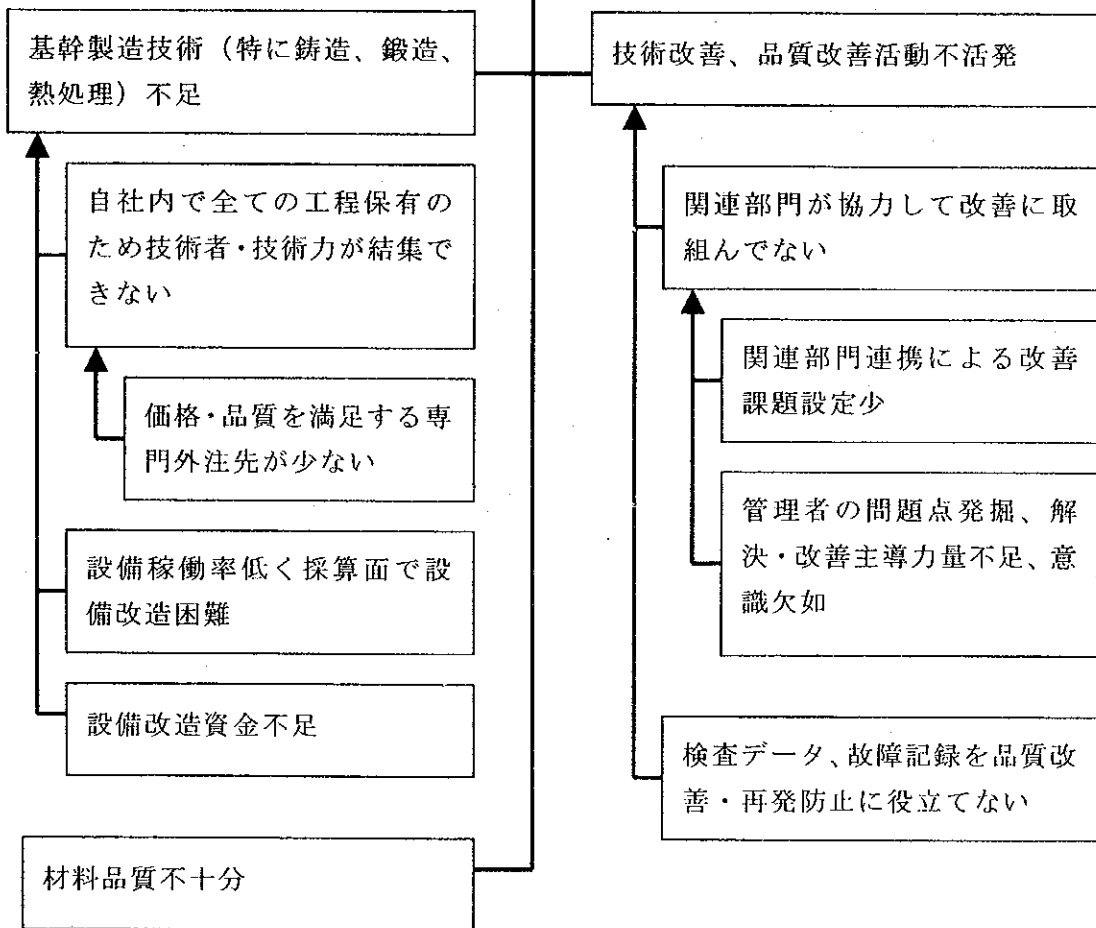 基幹製造技術（特に鋳造、鍛造、
熱処理）不足
自社内で全ての工程保有の
ため技術者・技術力が結集で
きない
価格・品質を満足する専
門外注先が少ない
設備稼働率低く採算面で設
備改造困難
設備改造資金不足
材料品質不十分
技術改善、品質改善活動不活発
関連部門が協力して改善に取
組んでない
関連部門連携による改善
課題設定少
管理者の問題点発掘、解
決・改善主導力量不足、意
識欠如
検査データ、故障記録を品質改
善・再発防止に役立てない